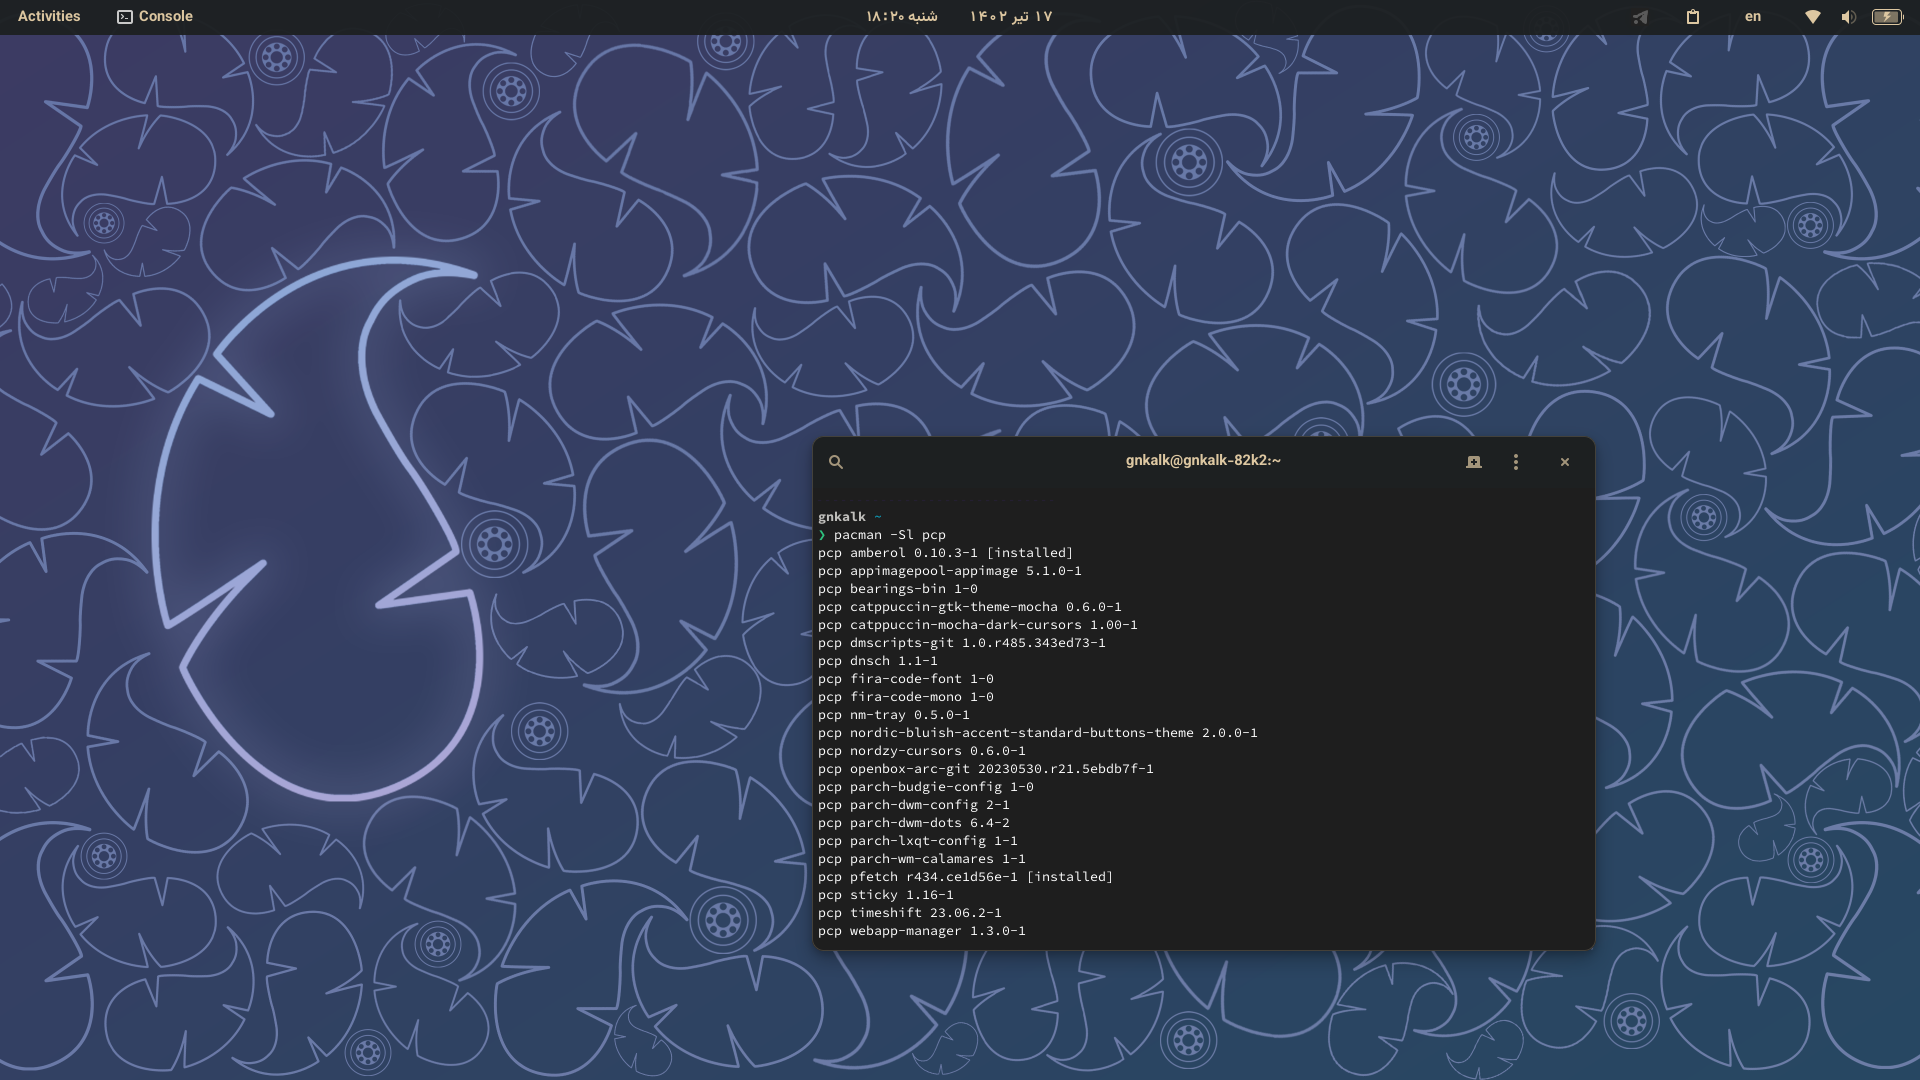 Activities
Console
شنبه ۱۸:۲۰
۱۷ تیر ۱۴۰۲
en
gnkalk@gnkalk-82k2:~
gnkalk ~
❯ pacman -Sl pcp
pcp amberol 0.10.3-1 [installed]
pcp appimagepool-appimage 5.1.0-1
pcp bearings-bin 1-0
pcp catppuccin-gtk-theme-mocha 0.6.0-1
pcp catppuccin-mocha-dark-cursors 1.00-1
pcp dmscripts-git 1.0.r485.343ed73-1
pcp dnsch 1.1-1
pcp fira-code-font 1-0
pcp fira-code-mono 1-0
pcp nm-tray 0.5.0-1
pcp nordic-bluish-accent-standard-buttons-theme 2.0.0-1
pcp nordzy-cursors 0.6.0-1
pcp openbox-arc-git 20230530.r21.5ebdb7f-1
pcp parch-budgie-config 1-0
pcp parch-dwm-config 2-1
pcp parch-dwm-dots 6.4-2
pcp parch-lxqt-config 1-1
pcp parch-wm-calamares 1-1
pcp pfetch r434.ce1d56e-1 [installed]
pcp sticky 1.16-1
pcp timeshift 23.06.2-1
pcp webapp-manager 1.3.0-1